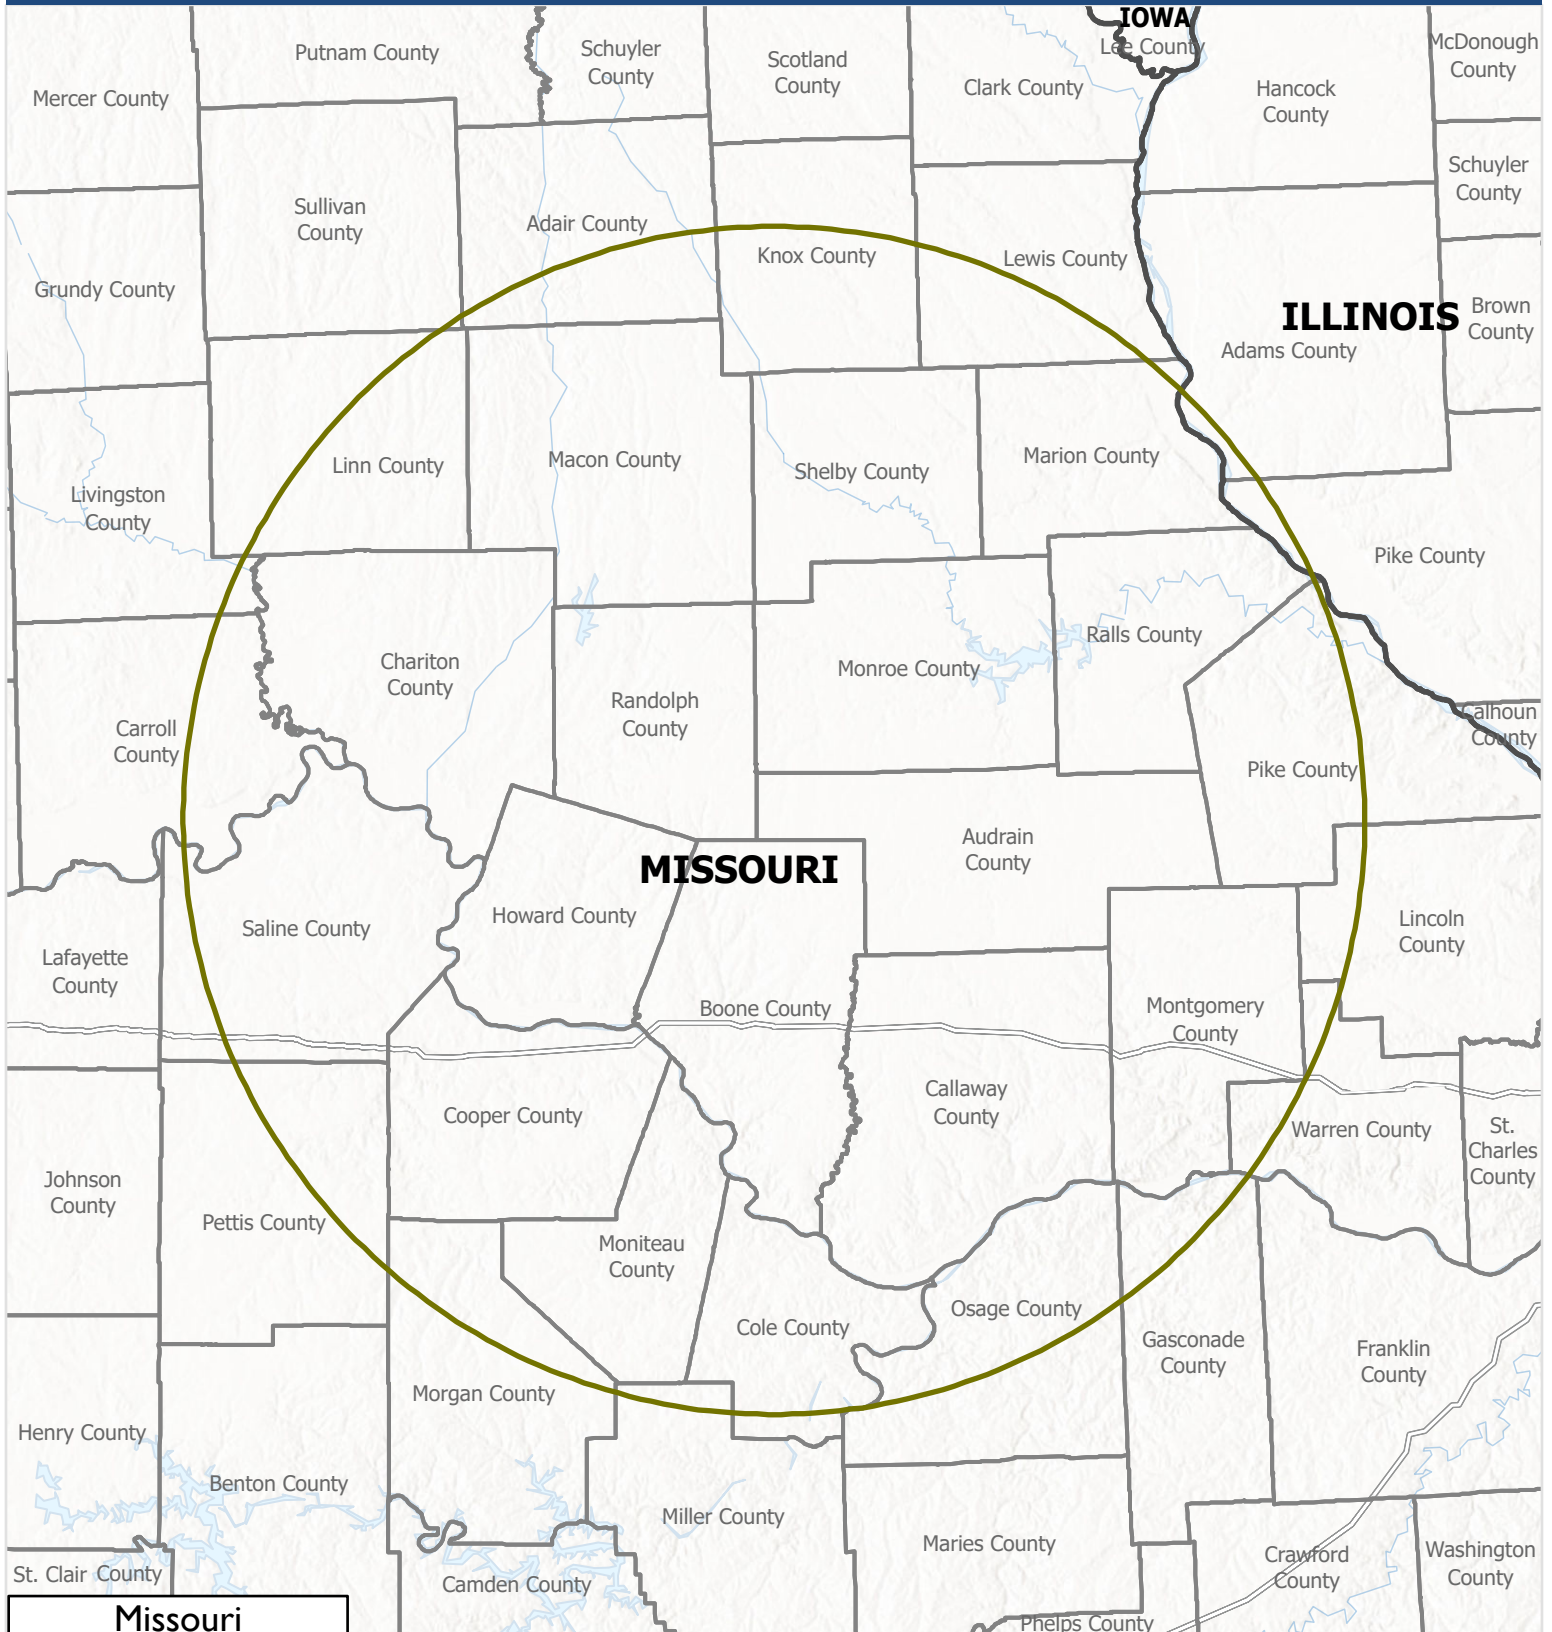 IOWA
Lee County
Putnam County
Schuyler
County
Scotland
County
Clark County
Mercer County
Hancock
County
McDonough
County
Schuyler
County
Sullivan
County
Adair County
Knox County
Lewis County
Grundy County
ILLINOIS
Brown
County
Adams County
Linn County
Macon County
Shelby County
Marion County
Livingston
County
Pike County
Chariton
County
Ralls County
Monroe County
Randolph
County
Carroll
County
Calhoun
County
Pike County
Audrain
County
MISSOURI
Howard County
Saline County
Lincoln
County
Lafayette
County
Boone County
Montgomery
County
Callaway
County
Cooper County
Warren County
St.
Charles
County
Johnson
County
Pettis County
Moniteau
County
Osage County
Cole County
Gasconade
County
Franklin
County
Morgan County
Henry County
Benton County
Miller County
Maries County
Crawford
County
Washington
County
St. Clair County
Camden County
Phelps County
Missouri